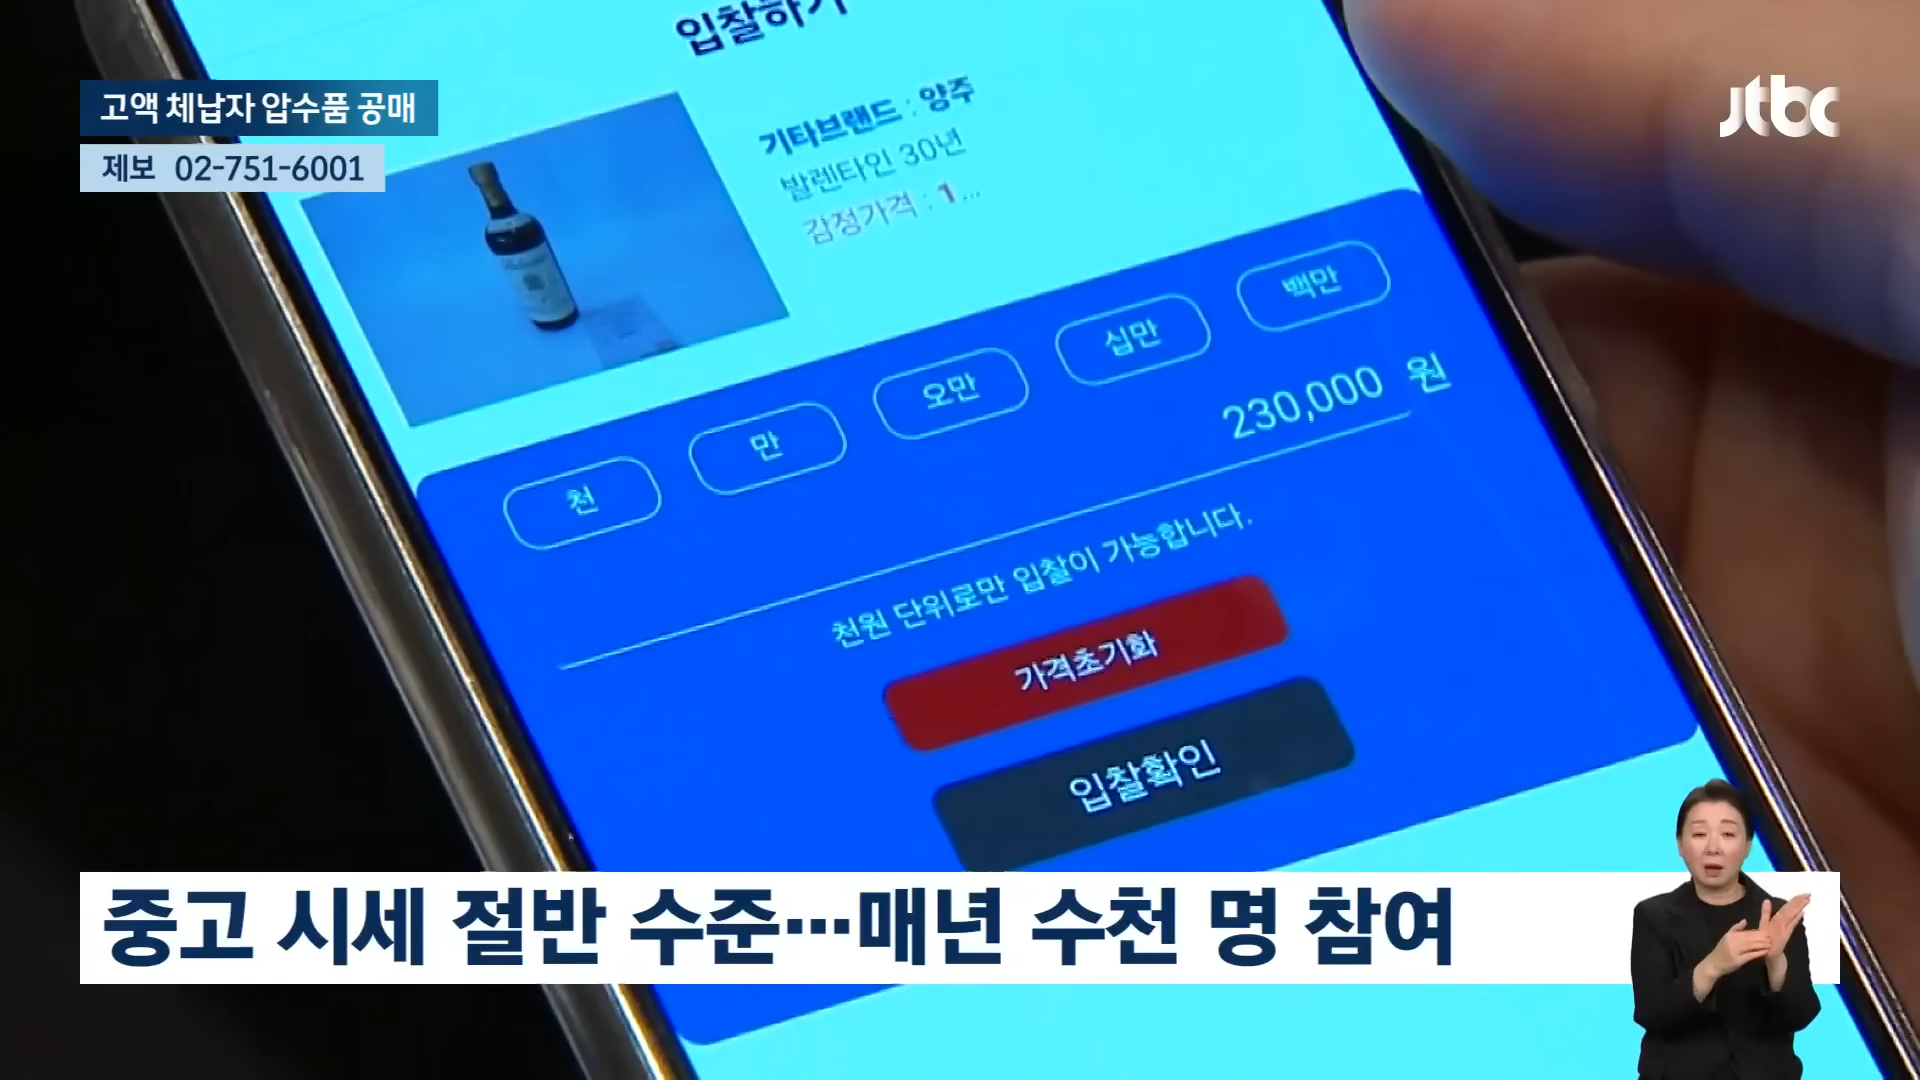 고액 체납자 압수품 공매
제보 02-751-6001
jtbc
입찰하기
기타브랜드 : 양주
발렌타인 30년
감정가격 : 1...
천
만
오만
십만
백만
230,000 원
천원 단위로만 입찰이 가능합니다.
가격초기화
입찰확인
중고 시세 절반 수준…매년 수천 명 참여